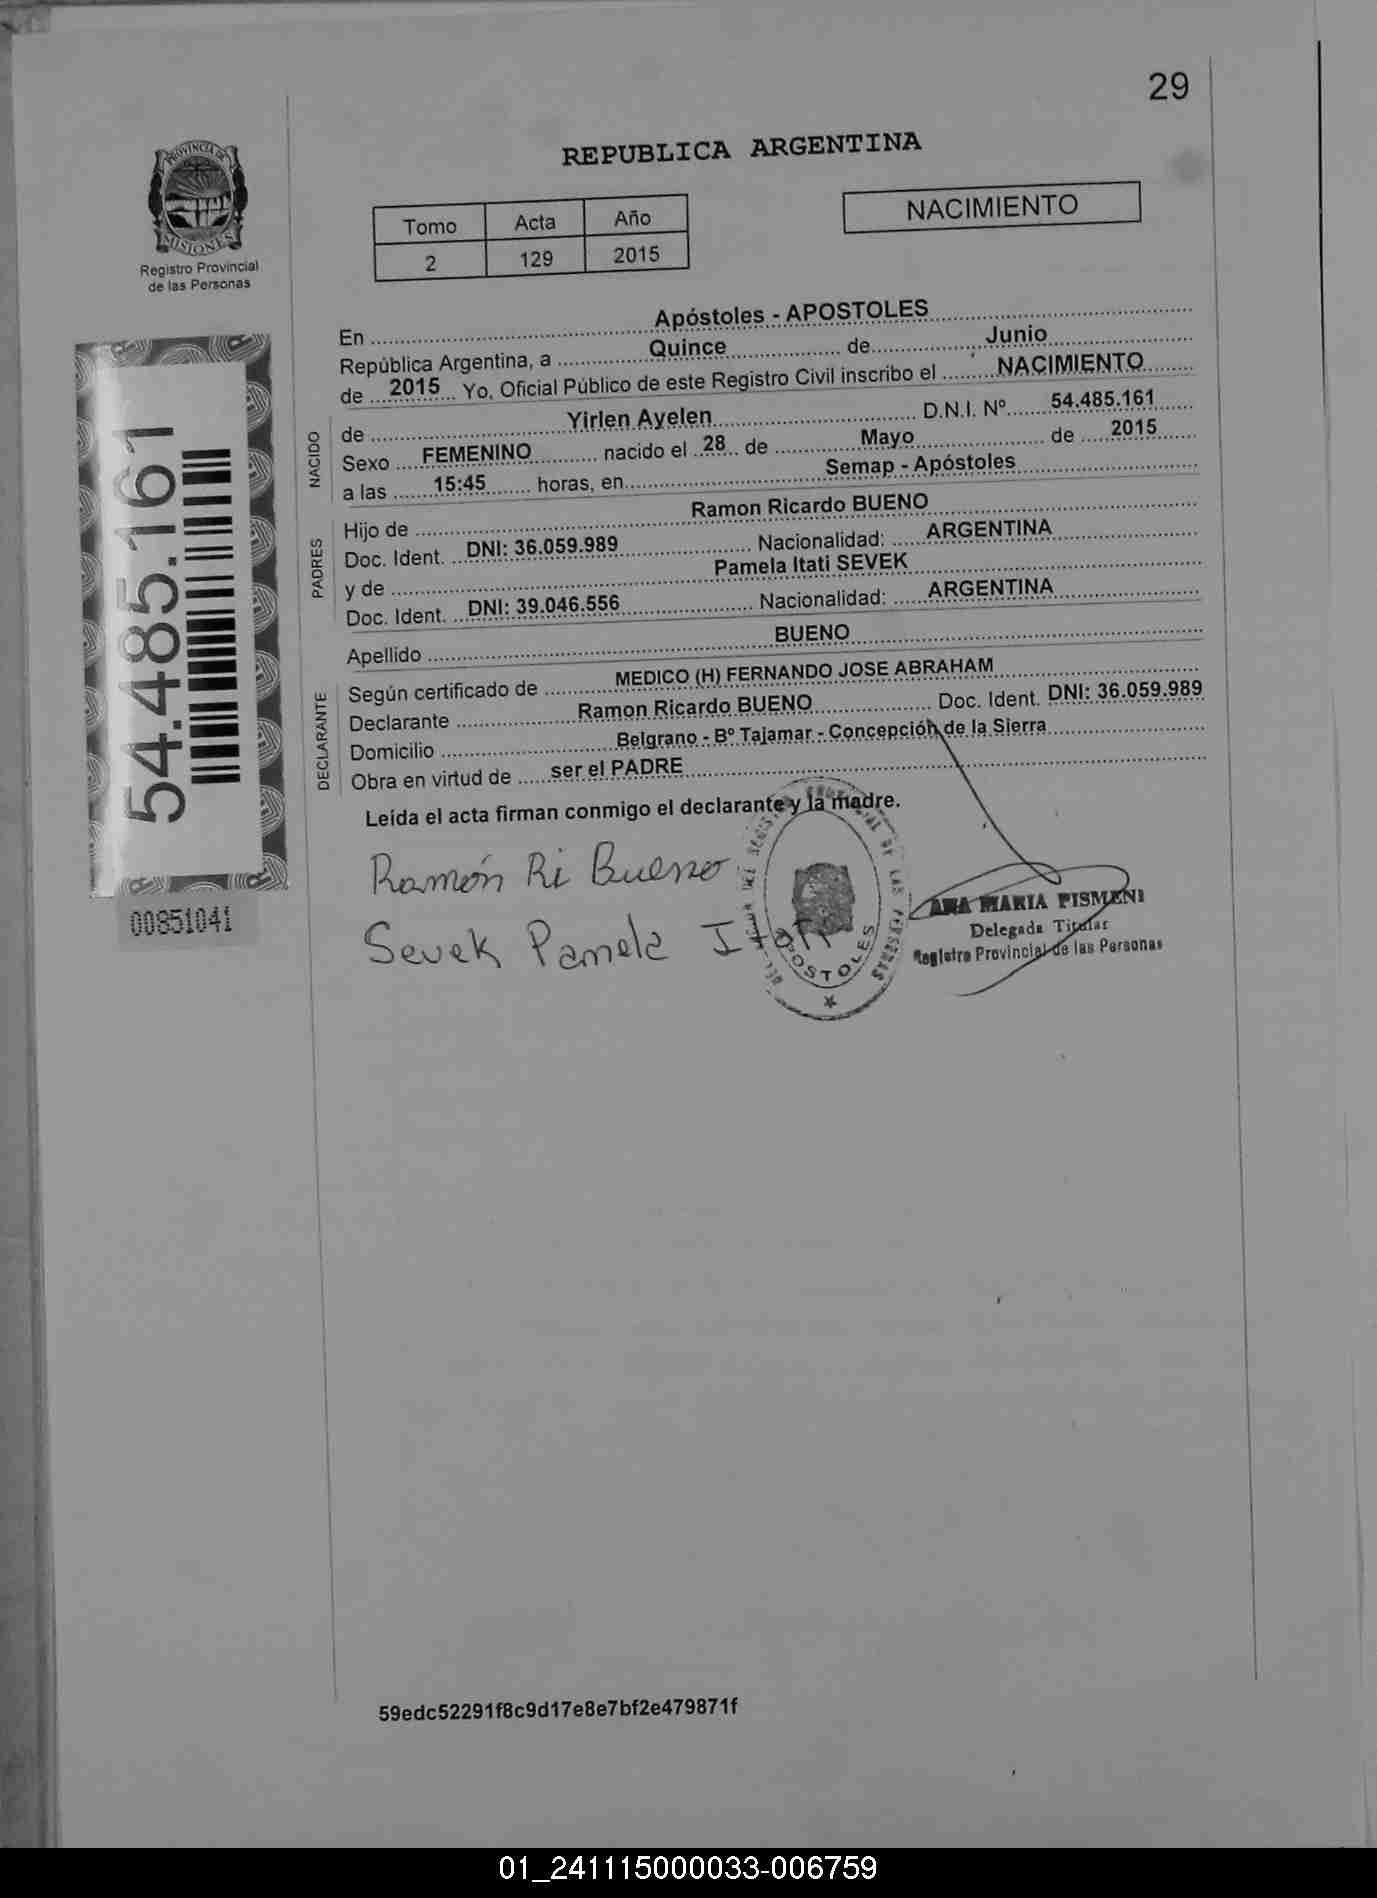 29
PROVINCIA DE
MISIONES
Registro Provincial
de las Personas
REPUBLICA ARGENTINA
Tomo Acta Año
2 129 2015
NACIMIENTO
54.485.161
00851041
En Apóstoles - APOSTOLES
República Argentina, a Quince de Junio
de 2015 Yo, Oficial Público de este Registro Civil inscribo el NACIMIENTO
NACIDO
de Yirlen Ayelen D.N.I. Nº 54.485.161
Sexo FEMENINO nacido el 28 de Mayo de 2015
a las 15:45 horas, en Semap - Apóstoles
PADRES
Hijo de Ramon Ricardo BUENO
Doc. Ident. DNI: 36.059.989 Nacionalidad: ARGENTINA
y de Pamela Itati SEVEK
Doc. Ident. DNI: 39.046.556 Nacionalidad: ARGENTINA
Apellido BUENO
DECLARANTE
Según certificado de MEDICO (H) FERNANDO JOSE ABRAHAM
Declarante Ramon Ricardo BUENO Doc. Ident. DNI: 36.059.989
Domicilio Belgrano - Bº Tajamar - Concepción de la Sierra
Obra en virtud de ser el PADRE
Leída el acta firman conmigo el declarante y la madre.
Ramón Ri Bueno
Sevek Pamela Itati
DE LAS PERSONAS
APOSTOLES
ANA MARIA PISMENI
Delegada Titular
Registro Provincial de las Personas
59edc52291f8c9d17e8e7bf2e479871f
01_241115000033-006759